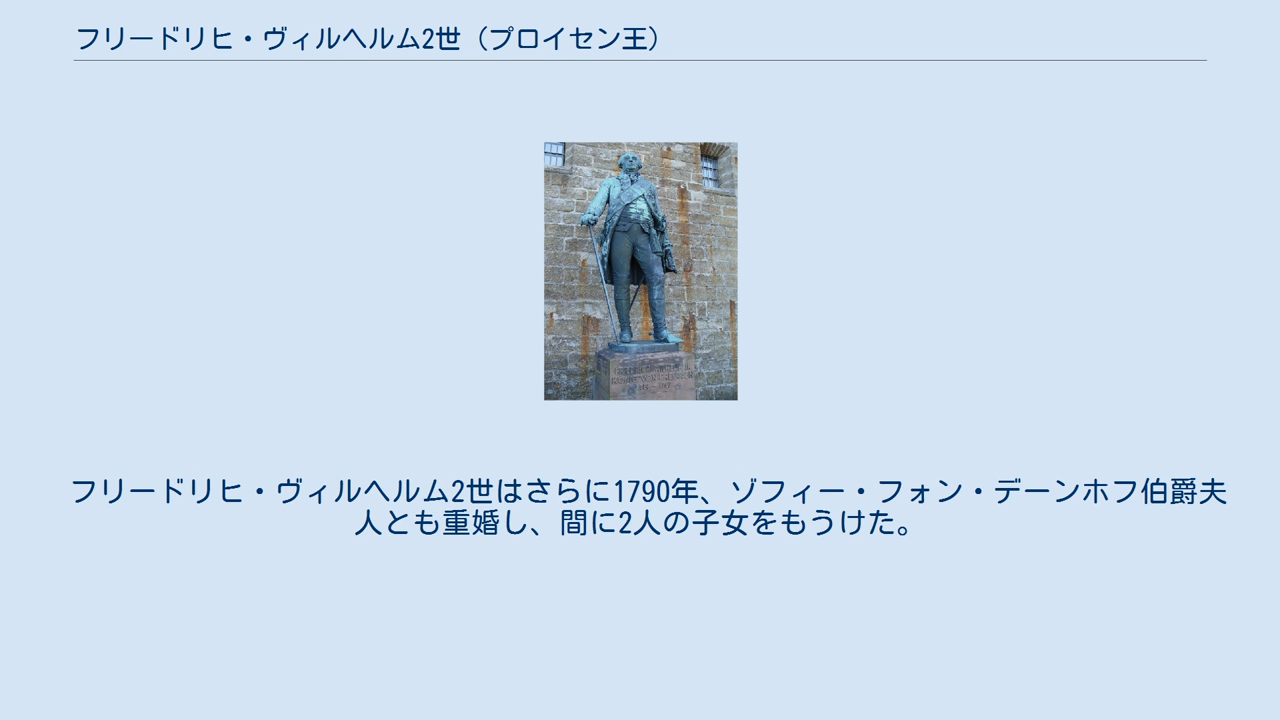 フリードリヒ・ヴィルヘルム2世（プロイセン王）
フリードリヒ・ヴィルヘルム2世はさらに1790年、ゾフィー・フォン・デーンホフ伯爵夫
人とも重婚し、間に2人の子女をもうけた。